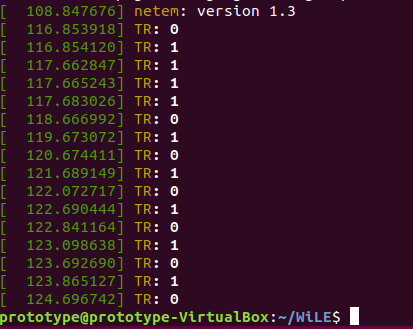 [  108.847676] netem: version 1.3
[  116.853918] TR: 0
[  116.854120] TR: 1
[  117.662847] TR: 1
[  117.665243] TR: 1
[  117.683026] TR: 1
[  118.666992] TR: 0
[  119.673072] TR: 1
[  120.674411] TR: 0
[  121.689149] TR: 1
[  122.072717] TR: 0
[  122.690444] TR: 1
[  122.841164] TR: 0
[  123.098638] TR: 1
[  123.692690] TR: 0
[  123.865127] TR: 1
[  124.696742] TR: 0
prototype@prototype-VirtualBox:~/WiLE$